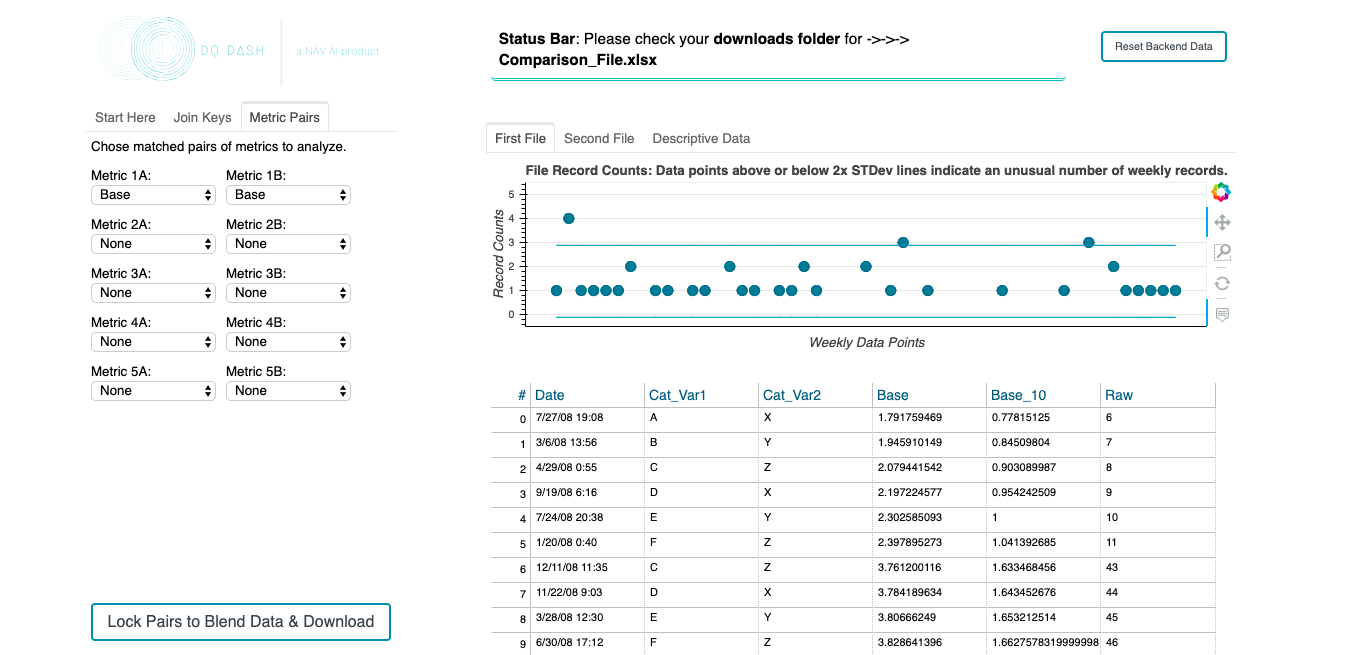 DQ DASH
a NAV AI product
Status Bar: Please check your downloads folder for ->->->
Comparison_File.xlsx
Reset Backend Data
Start Here Join Keys Metric Pairs
Chose matched pairs of metrics to analyze.
Metric 1A: Metric 1B:
Base Base
Metric 2A: Metric 2B:
None None
Metric 3A: Metric 3B:
None None
Metric 4A: Metric 4B:
None None
Metric 5A: Metric 5B:
None None
Lock Pairs to Blend Data & Download
First File Second File Descriptive Data
File Record Counts: Data points above or below 2x STDev lines indicate an unusual number of weekly records.
Record Counts
5
4
3
2
1
0
Weekly Data Points
# Date Cat_Var1 Cat_Var2 Base Base_10 Raw
0 7/27/08 19:08 A X 1.791759469 0.77815125 6
1 3/6/08 13:56 B Y 1.945910149 0.84509804 7
2 4/29/08 0:55 C Z 2.079441542 0.903089987 8
3 9/19/08 6:16 D X 2.197224577 0.954242509 9
4 7/24/08 20:38 E Y 2.302585093 1 10
5 1/20/08 0:40 F Z 2.397895273 1.041392685 11
6 12/11/08 11:35 C Z 3.761200116 1.633468456 43
7 11/22/08 9:03 D X 3.784189634 1.643452676 44
8 3/28/08 12:30 E Y 3.80666249 1.653212514 45
9 6/30/08 17:12 F Z 3.828641396 1.6627578319999998 46